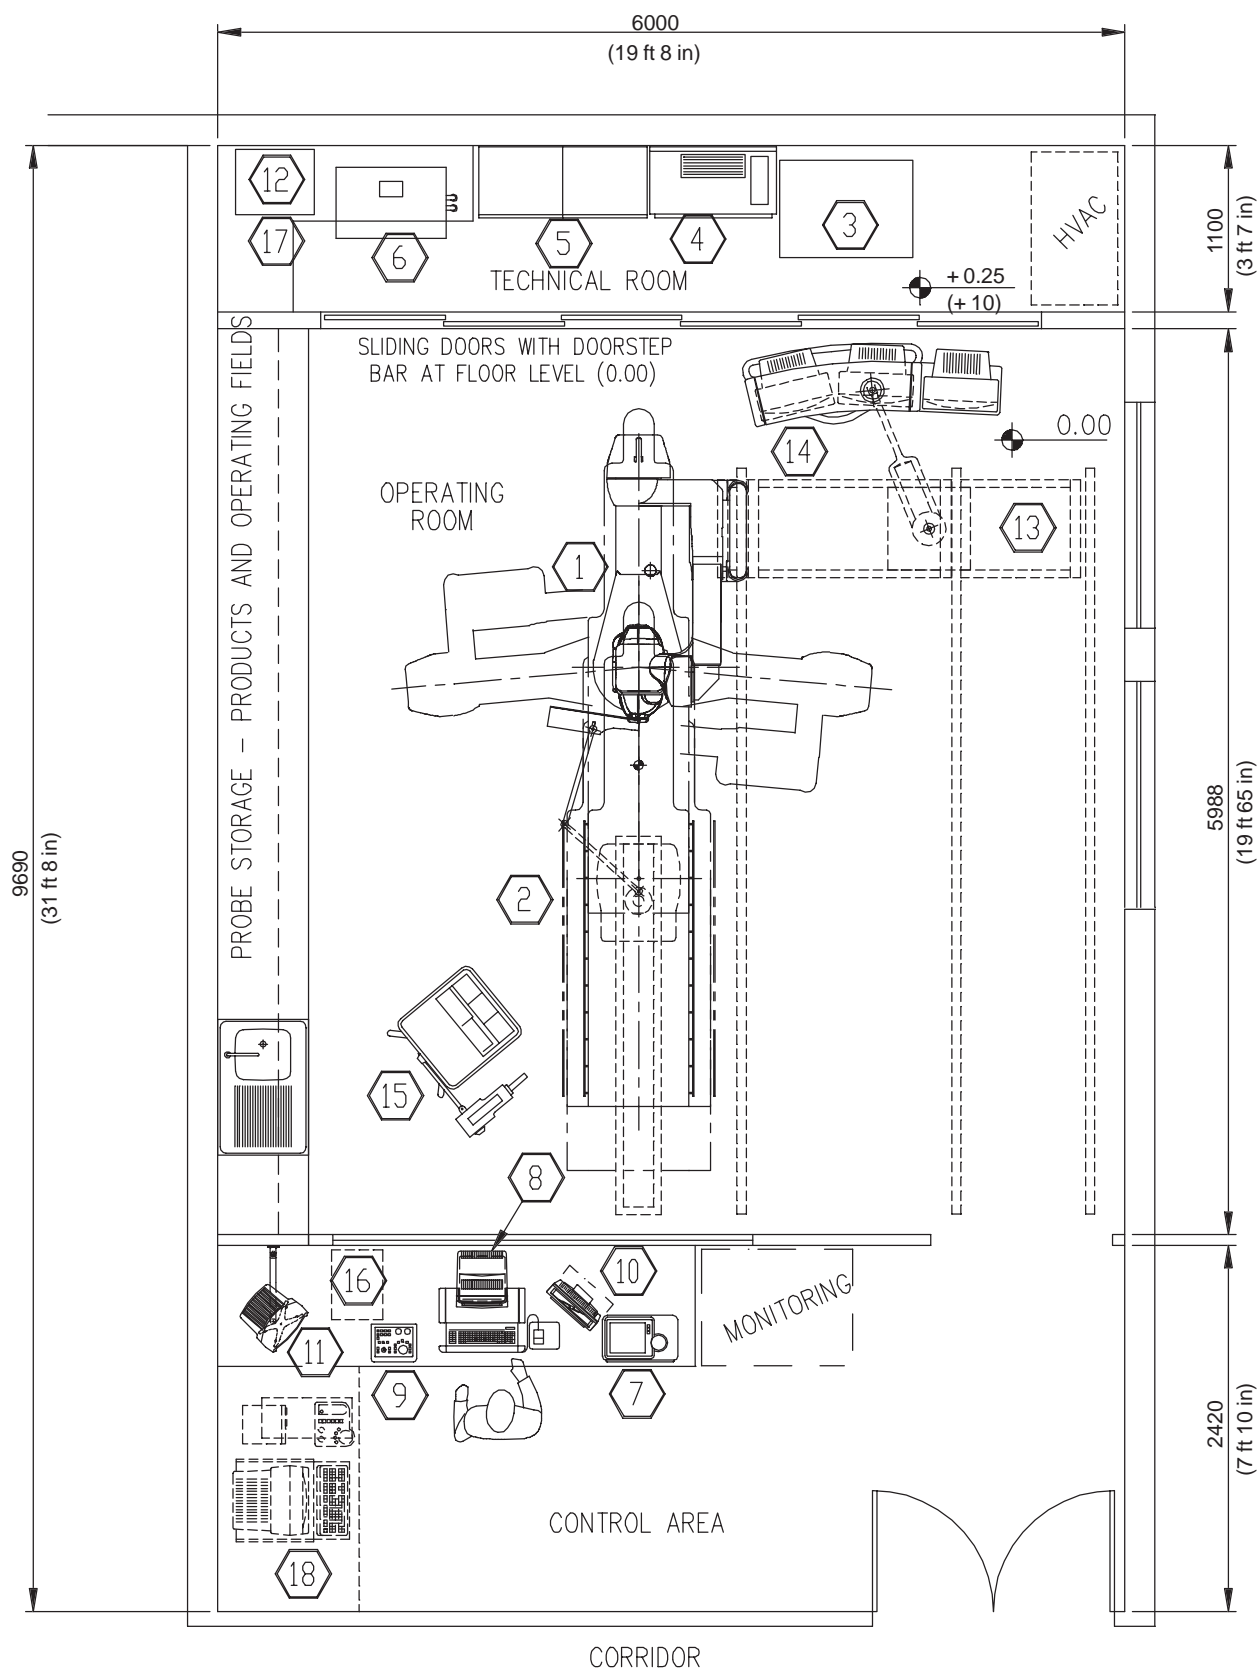 6000
(19 ft 8 in)
12
17
6
5
4
3
HVAC
1100
(3 ft 7 in)
TECHNICAL ROOM
+ 0.25
(+ 10)
SLIDING DOORS WITH DOORSTEP
BAR AT FLOOR LEVEL (0.00)
PROBE STORAGE - PRODUCTS AND OPERATING FIELDS
14
0.00
OPERATING
ROOM
13
1
9690
(31 ft 8 in)
5988
(19 ft 65 in)
2
15
8
16
10
MONITORING
11
9
7
2420
(7 ft 10 in)
CONTROL AREA
18
CORRIDOR